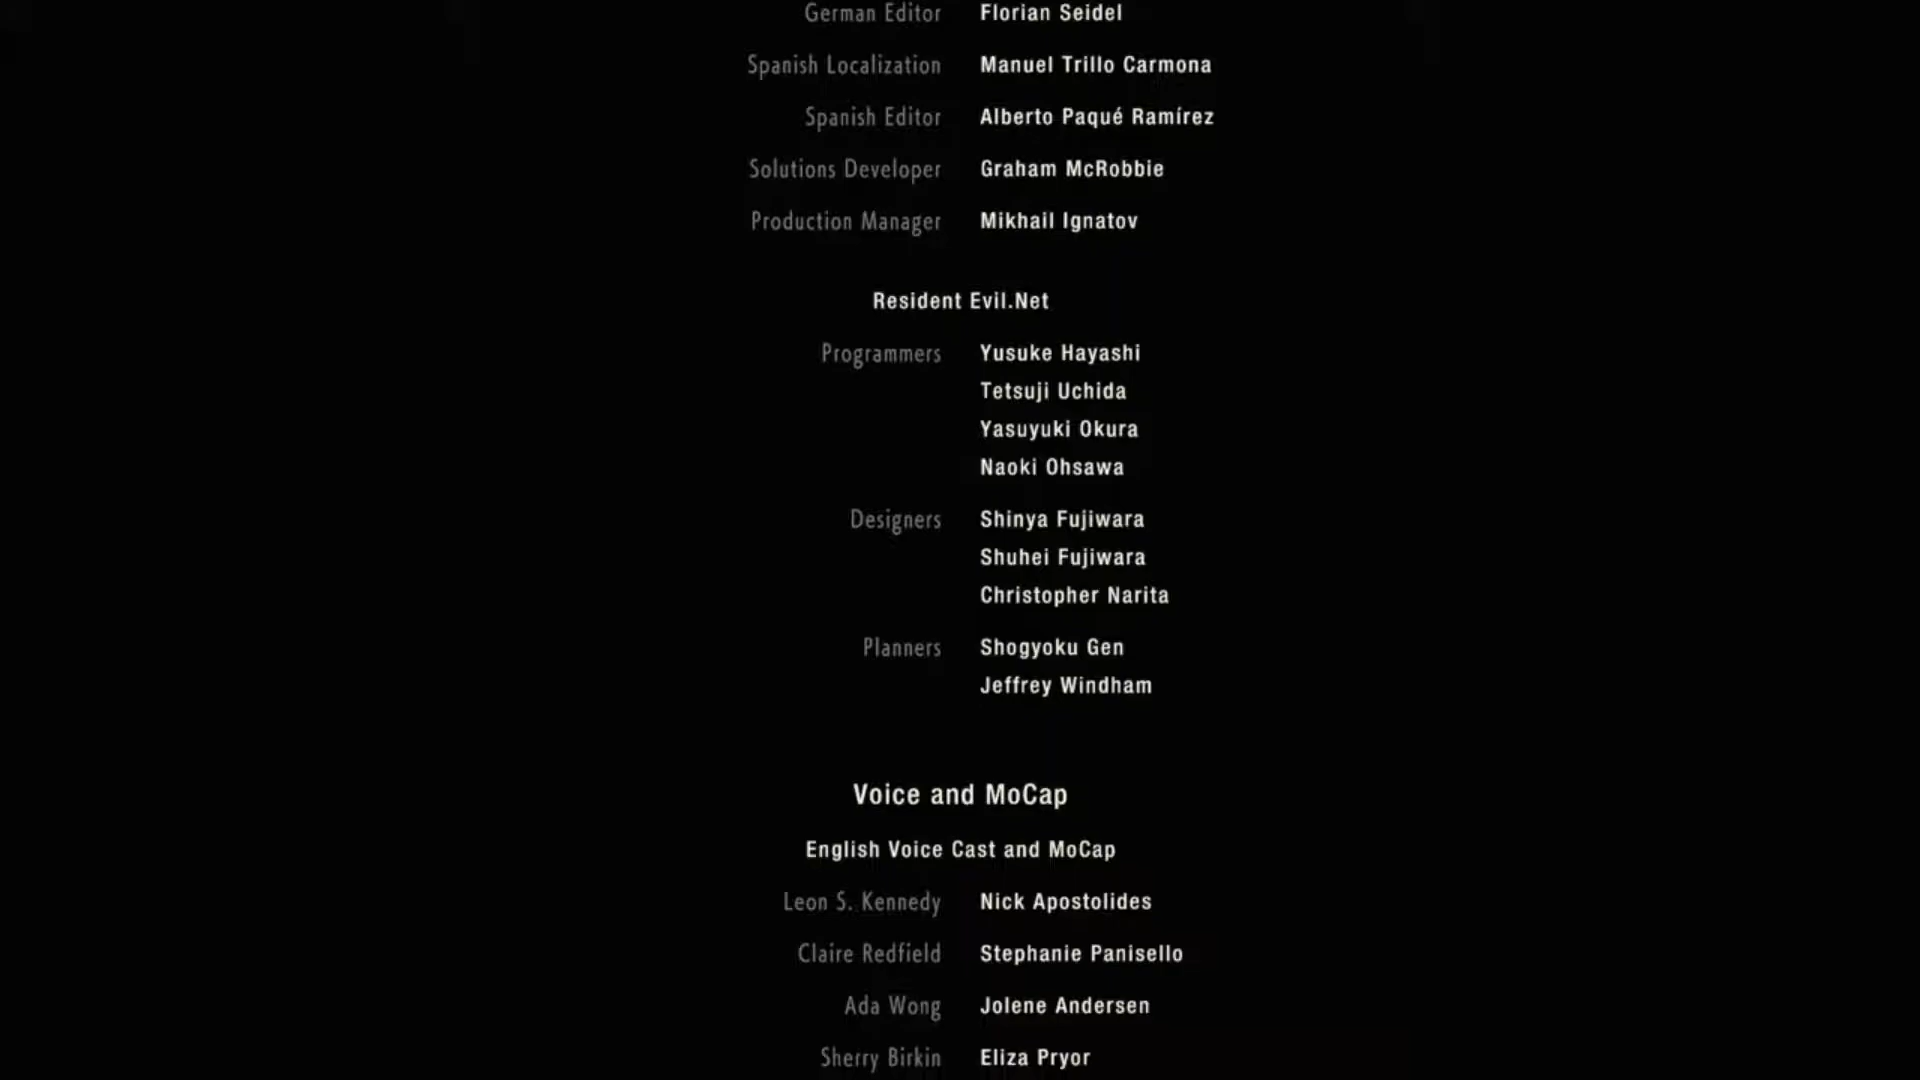 German Editor Florian Seidel
Spanish Localization Manuel Trillo Carmona
Spanish Editor Alberto Paqué Ramírez
Solutions Developer Graham McRobbie
Production Manager Mikhail Ignatov
Resident Evil.Net
Programmers Yusuke Hayashi
Tetsuji Uchida
Yasuyuki Okura
Naoki Ohsawa
Designers Shinya Fujiwara
Shuhei Fujiwara
Christopher Narita
Planners Shogyoku Gen
Jeffrey Windham
Voice and MoCap
English Voice Cast and MoCap
Leon S. Kennedy Nick Apostolides
Claire Redfield Stephanie Panisello
Ada Wong Jolene Andersen
Sherry Birkin Eliza Pryor